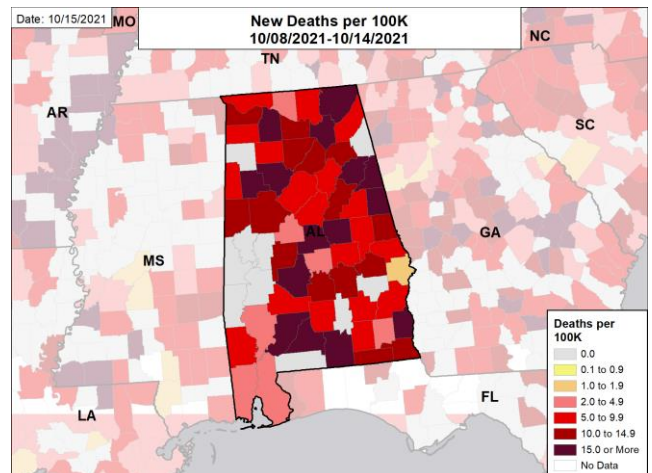 Date: 10/15/2021
New Deaths per 100K
10/08/2021-10/14/2021
MO
TN
NC
AR
SC
MS
AL
GA
LA
FL
Deaths per
100K
0.0
0.1 to 0.9
1.0 to 1.9
2.0 to 4.9
5.0 to 9.9
10.0 to 14.9
15.0 or More
No Data